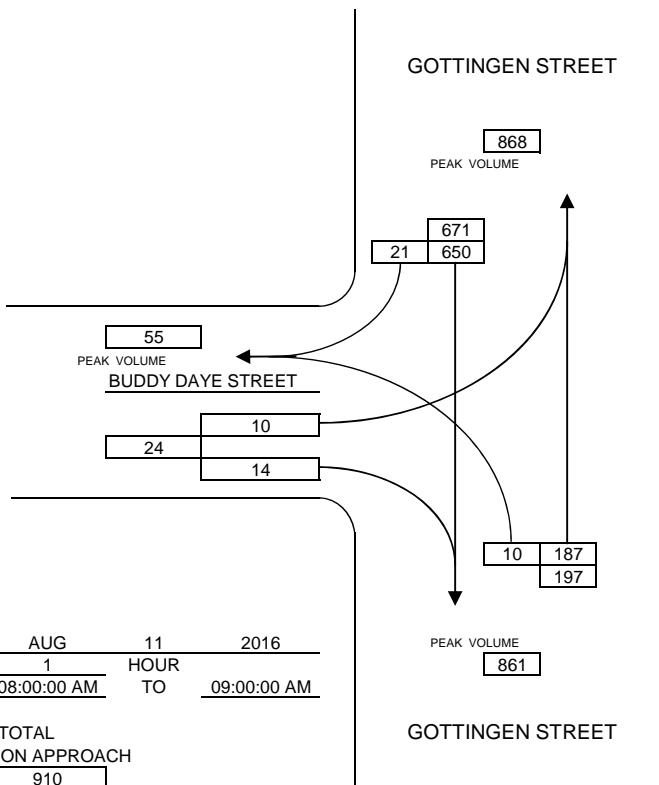 GOTTINGEN STREET
868
PEAK VOLUME
671
21 650
55
PEAK VOLUME
BUDDY DAYE STREET
10
24
14
10 187
197
AUG 11 2016
PEAK VOLUME
1 HOUR
861
08:00:00 AM TO 09:00:00 AM
TOTAL
GOTTINGEN STREET
ON APPROACH
910